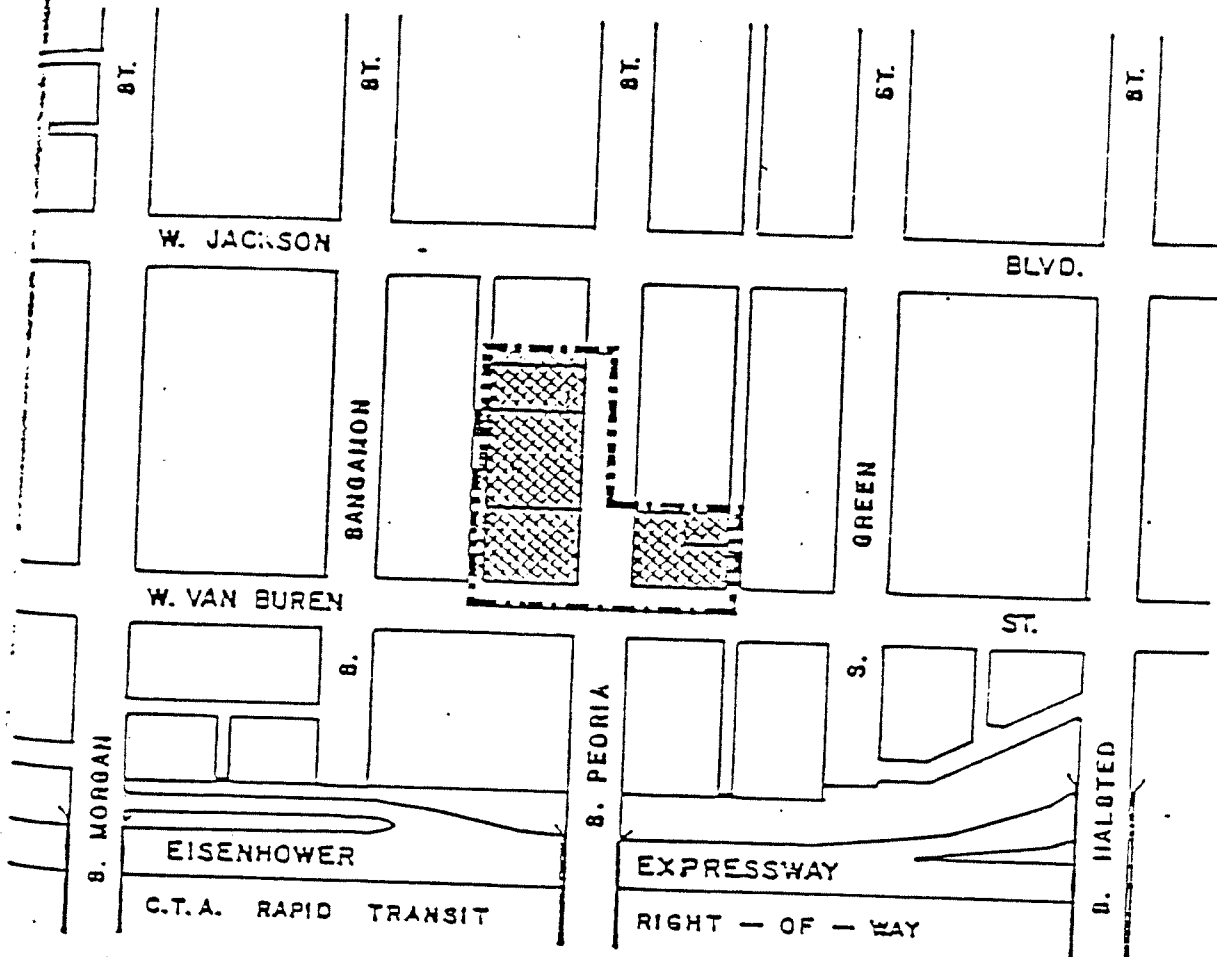 ST.
ST.
ST.
ST.
ST.
W. JACKSON
BLVD.
SANGAMON
GREEN
W. VAN BUREN
ST.
S.
S.
S. PEORIA
S. MORGAN
S. HALSTED
EISENHOWER
EXPRESSWAY
C.T.A. RAPID TRANSIT
RIGHT — OF — WAY